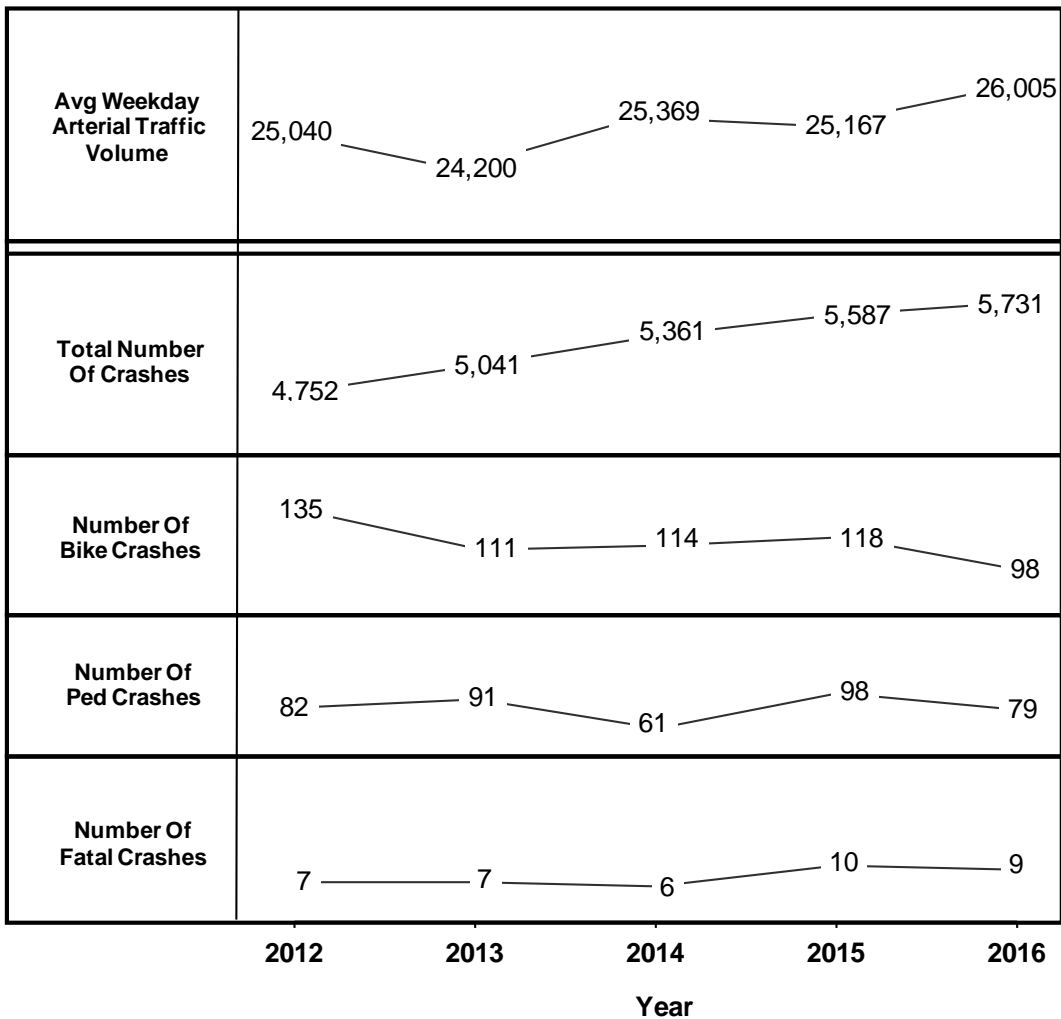 Avg Weekday
Arterial Traffic
Volume
25,040
24,200
25,369
25,167
26,005
Total Number
Of Crashes
4,752
5,041
5,361
5,587
5,731
Number Of
Bike Crashes
135
111
114
118
98
Number Of
Ped Crashes
82
91
61
98
79
Number Of
Fatal Crashes
7
7
6
10
9
2012 2013 2014 2015 2016
Year